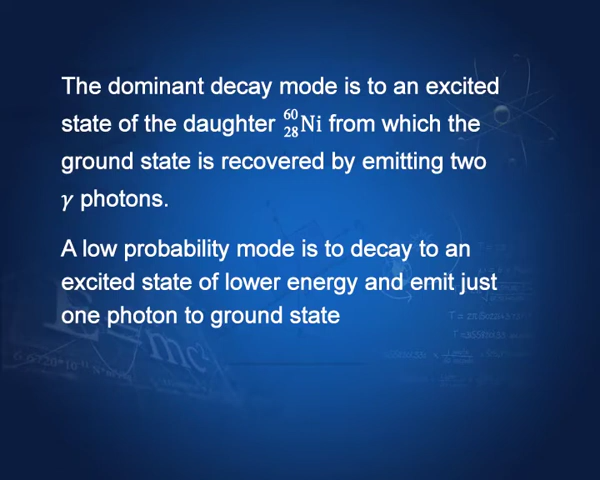 The dominant decay mode is to an excited
state of the daughter ⁶⁰₂₈Ni from which the
ground state is recovered by emitting two
γ photons.
A low probability mode is to decay to an
excited state of lower energy and emit just
one photon to ground state
E=mc²